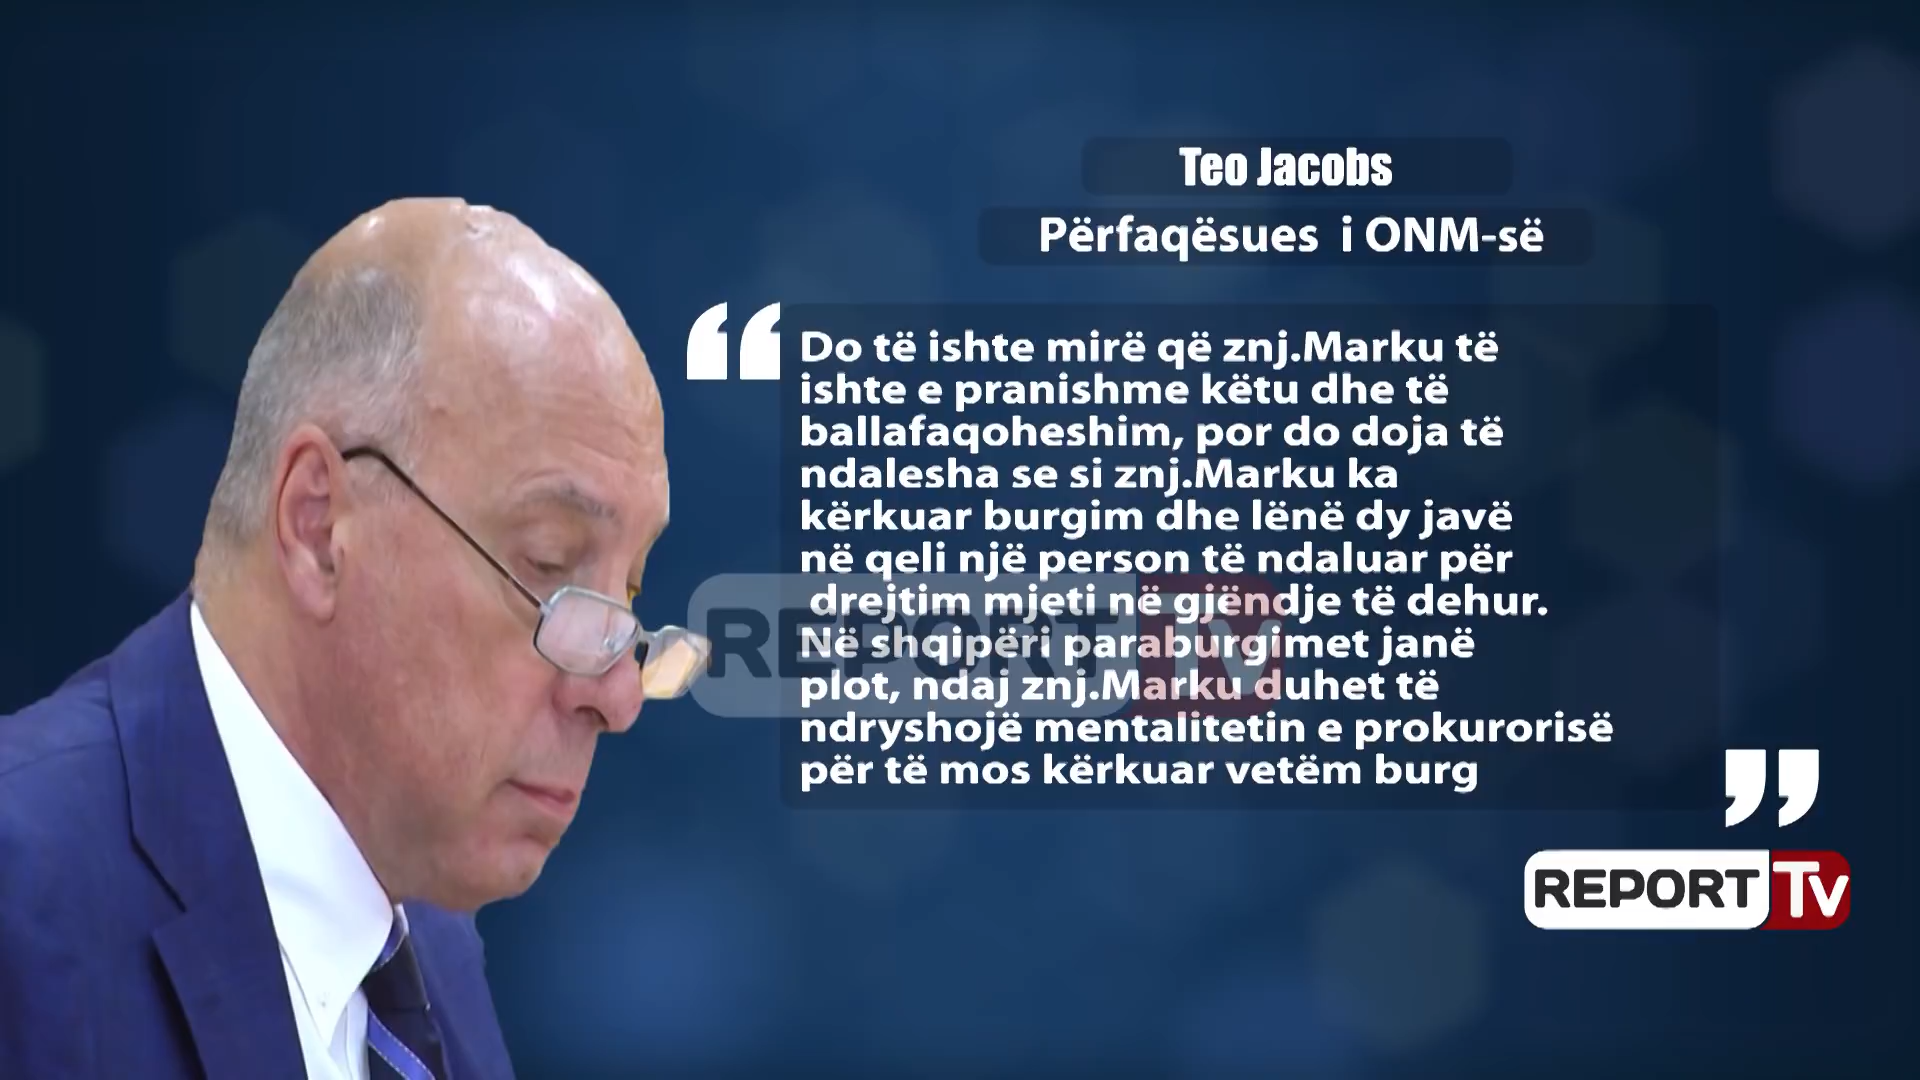 Teo Jacobs
Përfaqësues i ONM-së
Do të ishte mirë që znj.Marku të
ishte e pranishme këtu dhe të
ballafaqoheshim, por do doja të
ndalesha se si znj.Marku ka
kërkuar burgim dhe lënë dy javë
në qeli një person të ndaluar për
drejtim mjeti në gjëndje të dehur.
Në shqipëri paraburgimet janë
plot, ndaj znj.Marku duhet të
ndryshojë mentalitetin e prokurorisë
për të mos kërkuar vetëm burg
REPORT Tv
REPORT Tv